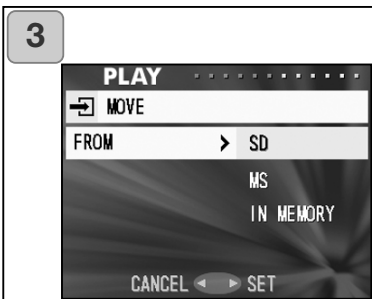 3
PLAY
MOVE
FROM > SD
MS
IN MEMORY
CANCEL ◄ ► SET